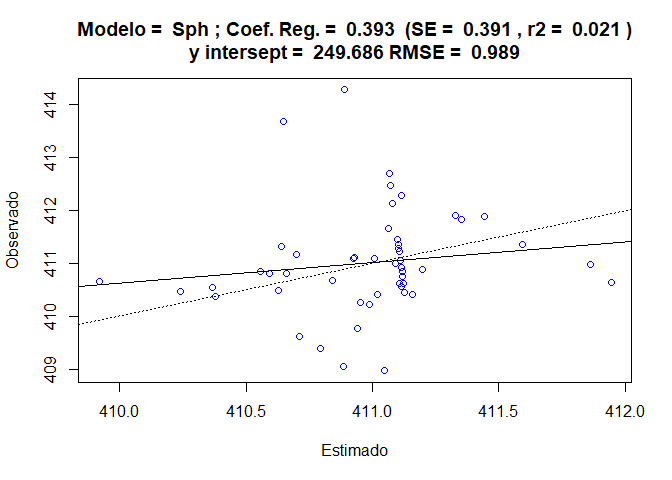 Modelo = Sph ; Coef. Reg. = 0.393 (SE = 0.391 , r2 = 0.021 )
y intersept = 249.686 RMSE = 0.989
414
413
412
411
410
409
Observado
410.0 410.5 411.0 411.5 412.0
Estimado